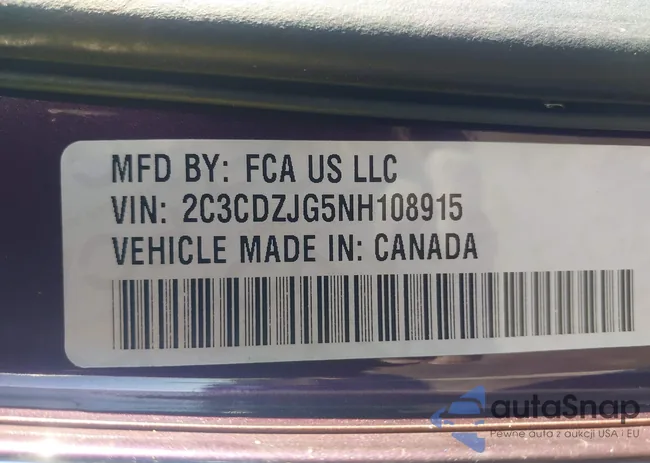 MFD BY: FCA US LLC
VIN: 2C3CDZJG5NH108915
VEHICLE MADE IN: CANADA
autaSnap
Pewne auta z aukcji USA i EU